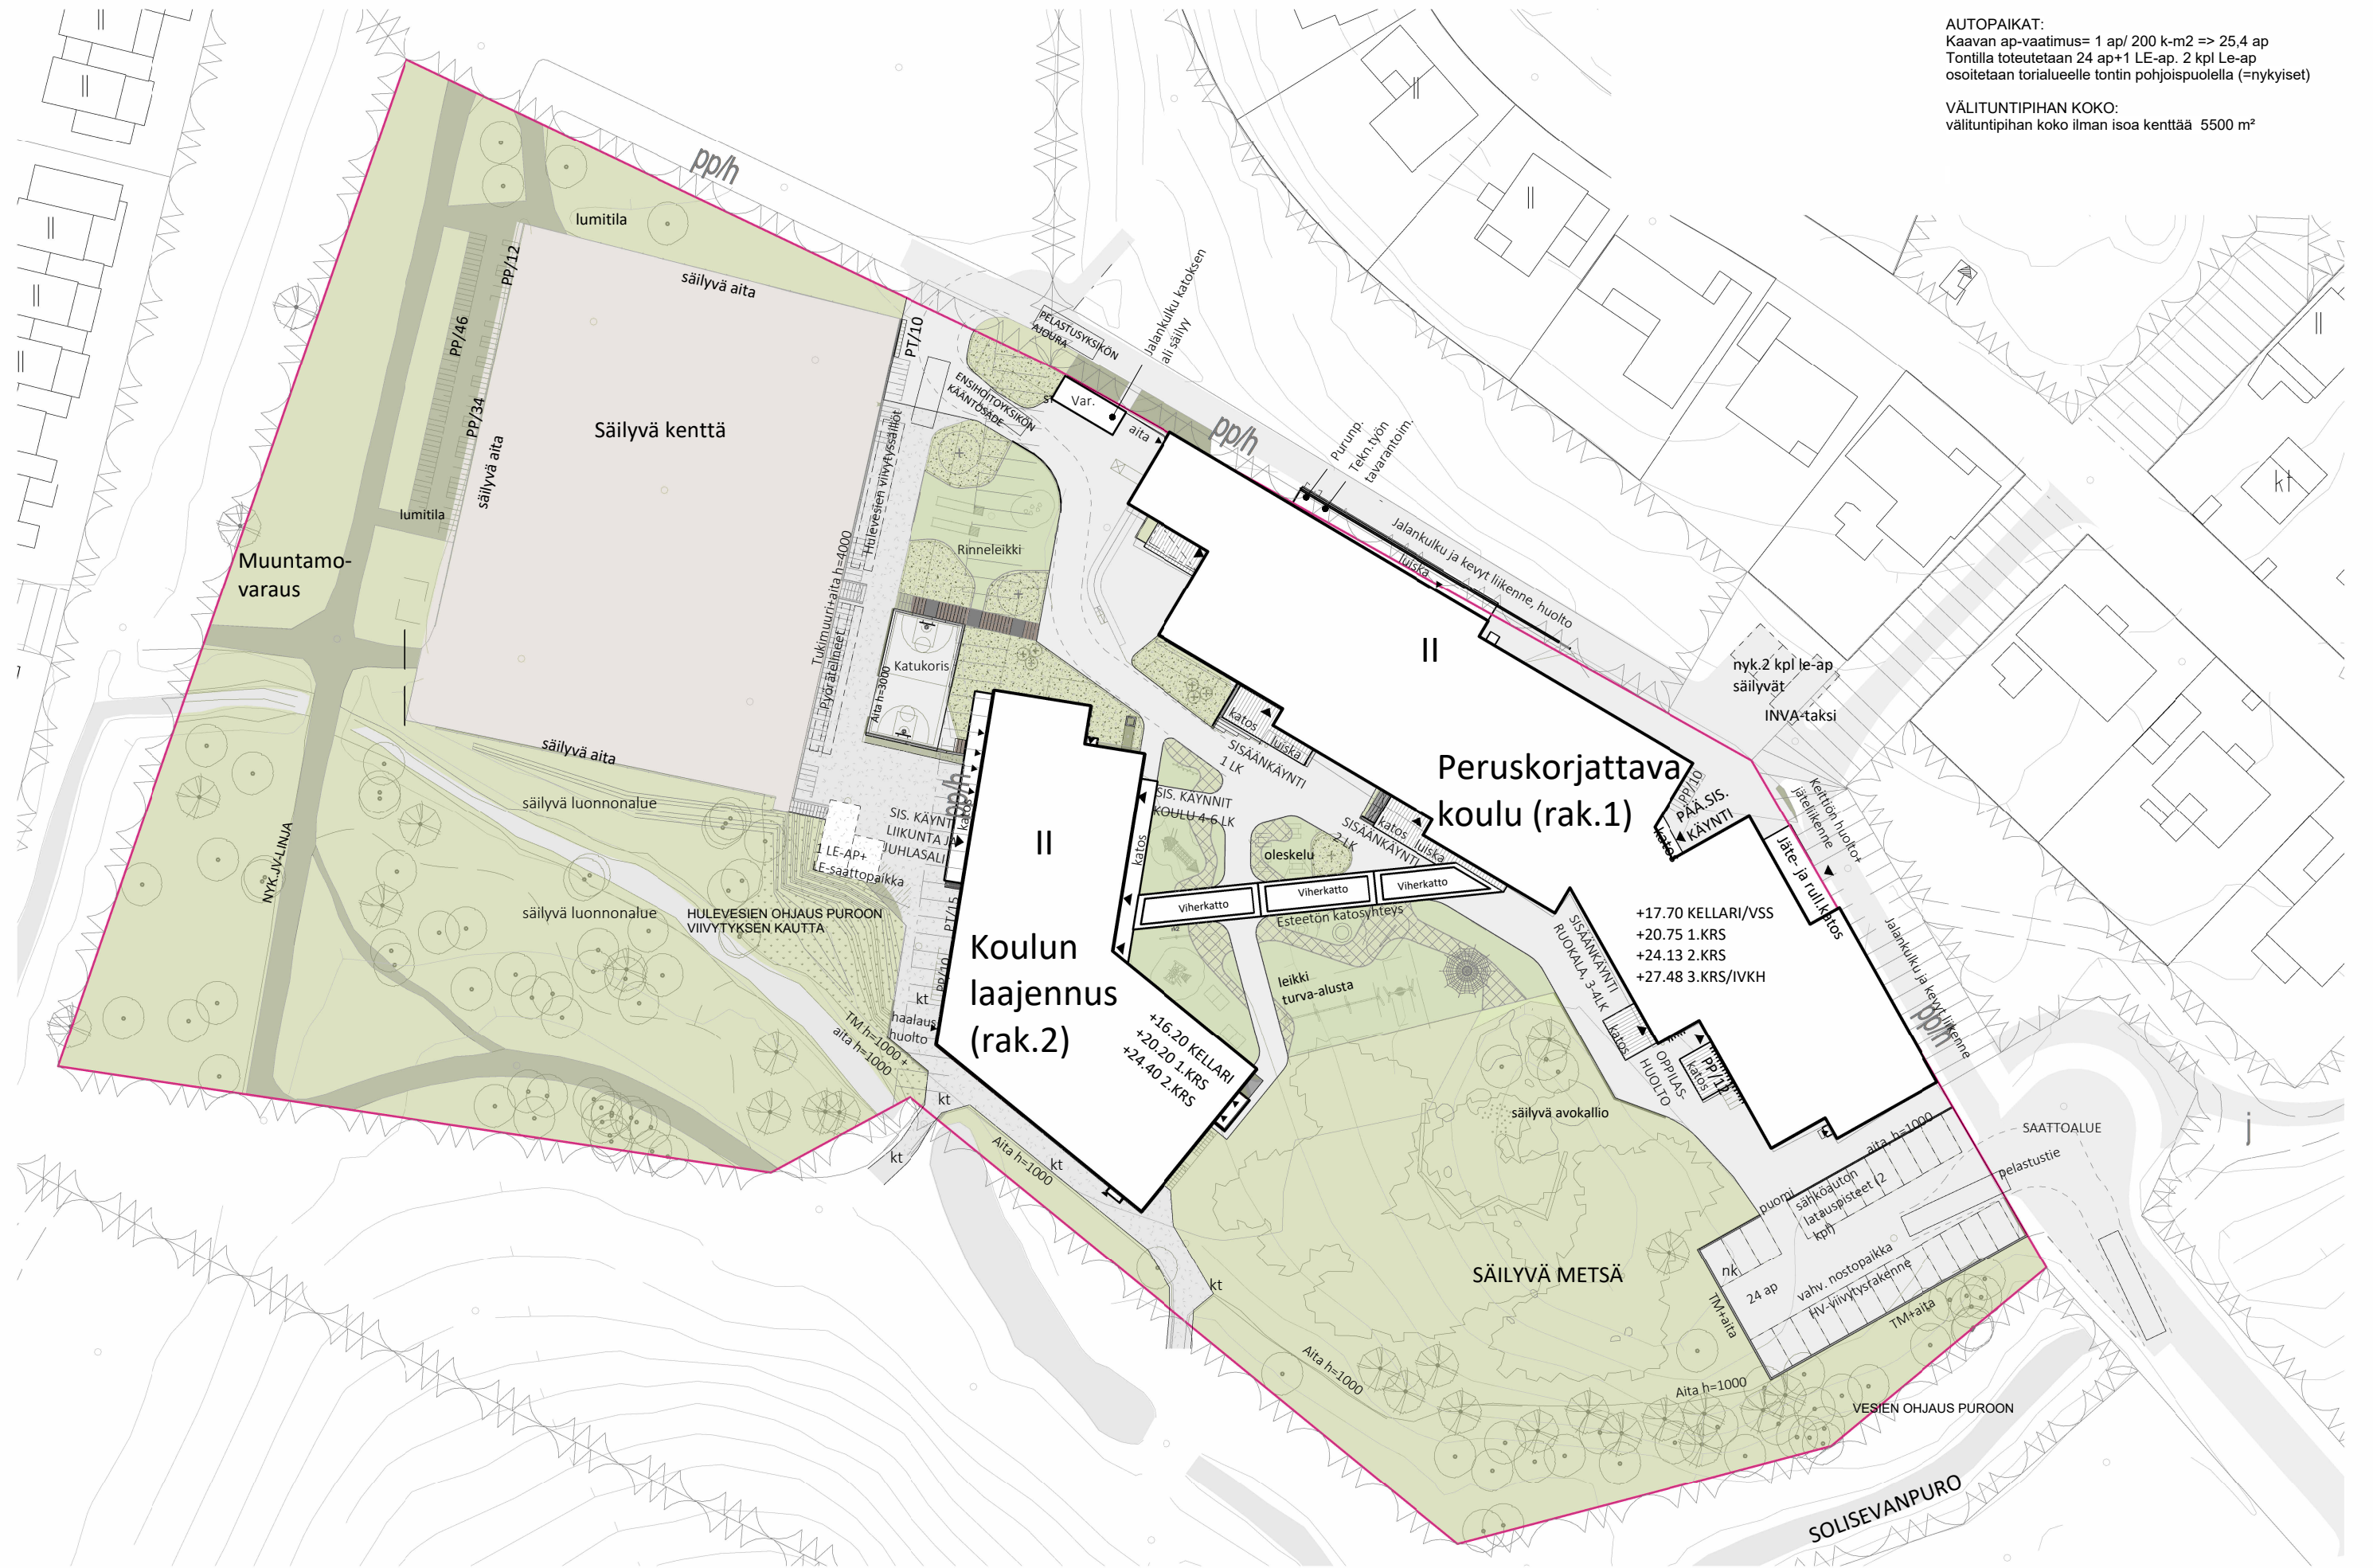 AUTOPAIKAT:
Kaavan ap-vaatimus= 1 ap/ 200 k-m2 => 25,4 ap
Tontilla toteutetaan 24 ap+1 LE-ap. 2 kpl Le-ap
osoitetaan torialueelle tontin pohjoispuolella (=nykyiset)
VÄLITUNTIPIHAN KOKO:
välituntipihan koko ilman isoa kenttää 5500 m²
pp/h
lumitila
PP/12
säilyvä aita
PP/46
PP/34
säilyvä aita
lumitila
Säilyvä kenttä
Muuntamo-
varaus
PT/10
PELASTUSYKSIKÖN
AJOURA
ENSIHOITOYKSIKÖN
KÄÄNTÖSÄDE
Jalankulku katoksen
ali säilyy
Var.
aita
pp/h
Purunp.
Tekn.työn
tavarantoim.
Hulevesien viivytyssäiliöt
Rinneleikki
Tukimuuri+aita h=4000
Pyörätelineet
Katukoris
Aita h=3000
Jalankulku ja kevyt liikenne, huolto
luiska
II
nyk.2 kpl le-ap
säilyvät
INVA-taksi
kt
katos
luiska
SISÄÄNKÄYNTI
1 LK
Peruskorjattava
koulu (rak.1)
PP/10
PÄÄ.SIS.
KÄYNTI
katos
Keittiön huolto+
jäteliikenne
Jäte- ja rull.katos
säilyvä aita
säilyvä luonnonalue
NYK.JV-LINJA
säilyvä luonnonalue
HULEVESIEN OHJAUS PUROON
VIIVYTYKSEN KAUTTA
pp/h
katos
SIS. KÄYNTI
LIIKUNTA JA
JUHLASALI
1 LE-AP+
LE-saattopaikka
PT/15
PP/10
II
katos
SIS. KÄYNNIT
KOULU 4-6 LK
oleskelu
SISÄÄNKÄYNTI
2 LK
katos
luiska
Viherkatto
Viherkatto
Viherkatto
Esteetön katosyhteys
Koulun
laajennus
(rak.2)
leikki
turva-alusta
SISÄÄNKÄYNTI
RUOKALA, 3-4LK
+17.70 KELLARI/VSS
+20.75 1.KRS
+24.13 2.KRS
+27.48 3.KRS/IVKH
Jalankulku ja kevyt liikenne
pp/h
kt
haalaus
huolto
TM h=1000 +
aita h=1000
+16.20 KELLARI
+20.20 1.KRS
+24.40 2.KRS
katos
OPPILAS-
HUOLTO
katos
PP/12
säilyvä avokallio
kt
kt
kt
Aita h=1000
kt
aita, h=1000
SAATTOALUE
j
pelastustie
puomi
sähköauton
latauspisteet (2
kpl)
nk
24 ap
vahv. nostopaikka
HV-viivytysrakenne
TM+aita
TM+aita
SÄILYVÄ METSÄ
Aita h=1000
Aita h=1000
VESIEN OHJAUS PUROON
SOLISEVANPURO